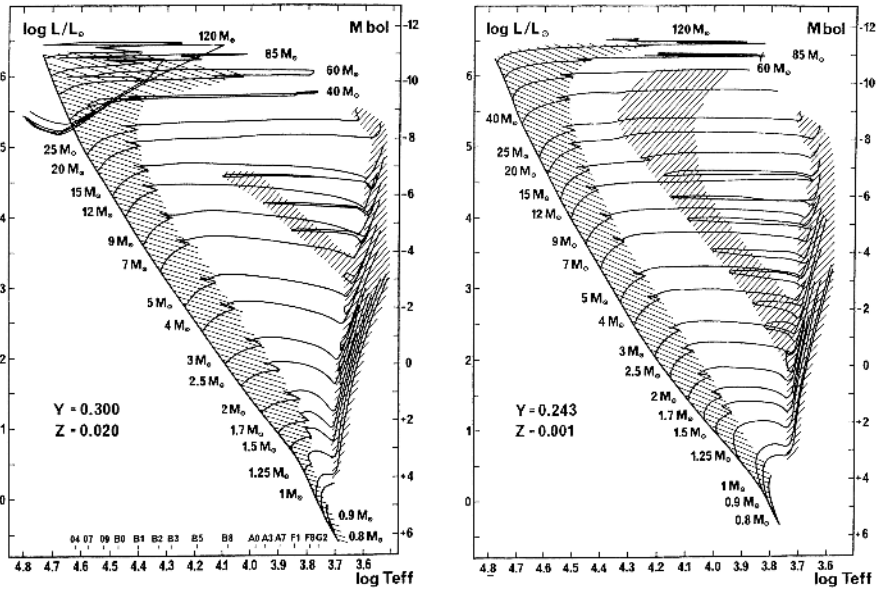 log L/L⊙ 120 M⊙ M bol
85 M⊙
60 M⊙
40 M⊙
25 M⊙
20 M⊙
15 M⊙
12 M⊙
9 M⊙
7 M⊙
5 M⊙
4 M⊙
3 M⊙
2.5 M⊙
2 M⊙
1.7 M⊙
1.5 M⊙
1.25 M⊙
1 M⊙
0.9 M⊙
0.8 M⊙
Y = 0.300
Z = 0.020
6
5
4
3
2
1
0
-12
-10
-8
-6
-4
-2
0
+2
+4
+6
04 07 09 B0 B1 B2 B3 B5 B8 A0 A3 A7 F1 F8 G2
4.8 4.7 4.6 4.5 4.4 4.3 4.2 4.1 4.0 3.9 3.8 3.7 3.6
log Teff
log L/L⊙ 120 M⊙ M bol
85 M⊙
60 M⊙
40 M⊙
25 M⊙
20 M⊙
15 M⊙
12 M⊙
9 M⊙
7 M⊙
5 M⊙
4 M⊙
3 M⊙
2.5 M⊙
2 M⊙
1.7 M⊙
1.5 M⊙
1.25 M⊙
1 M⊙
0.9 M⊙
0.8 M⊙
Y = 0.243
Z = 0.001
6
5
4
3
2
1
0
-12
-10
-8
-6
-4
-2
0
+2
+4
+6
4.8 4.7 4.6 4.5 4.4 4.3 4.2 4.1 4.0 3.9 3.8 3.7 3.6
log Teff